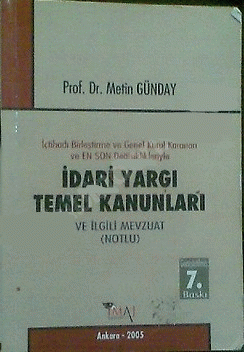 Prof. Dr. Metin GÜNDAY
İçtihadı Birleştirme ve Genel Kurul Kararları
ve EN SON Değişiklikleriyle
İDARİ YARGI
TEMEL KANUNLARI
VE İLGİLİ MEVZUAT
(NOTLU)
7.
Baskı
İMAJ
Ankara - 2005